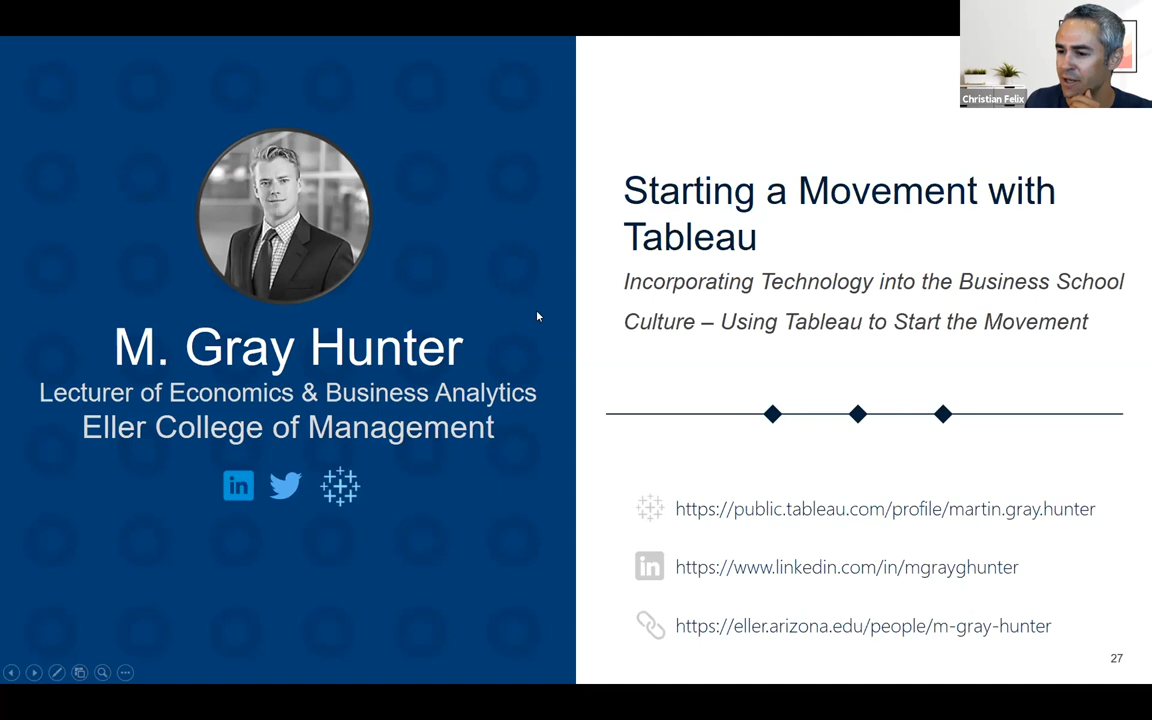 Christian Felix
M. Gray Hunter
Lecturer of Economics & Business Analytics
Eller College of Management
in
Starting a Movement with
Tableau
Incorporating Technology into the Business School
Culture – Using Tableau to Start the Movement
https://public.tableau.com/profile/martin.gray.hunter
in
https://www.linkedin.com/in/mgrayghunter
https://eller.arizona.edu/people/m-gray-hunter
27